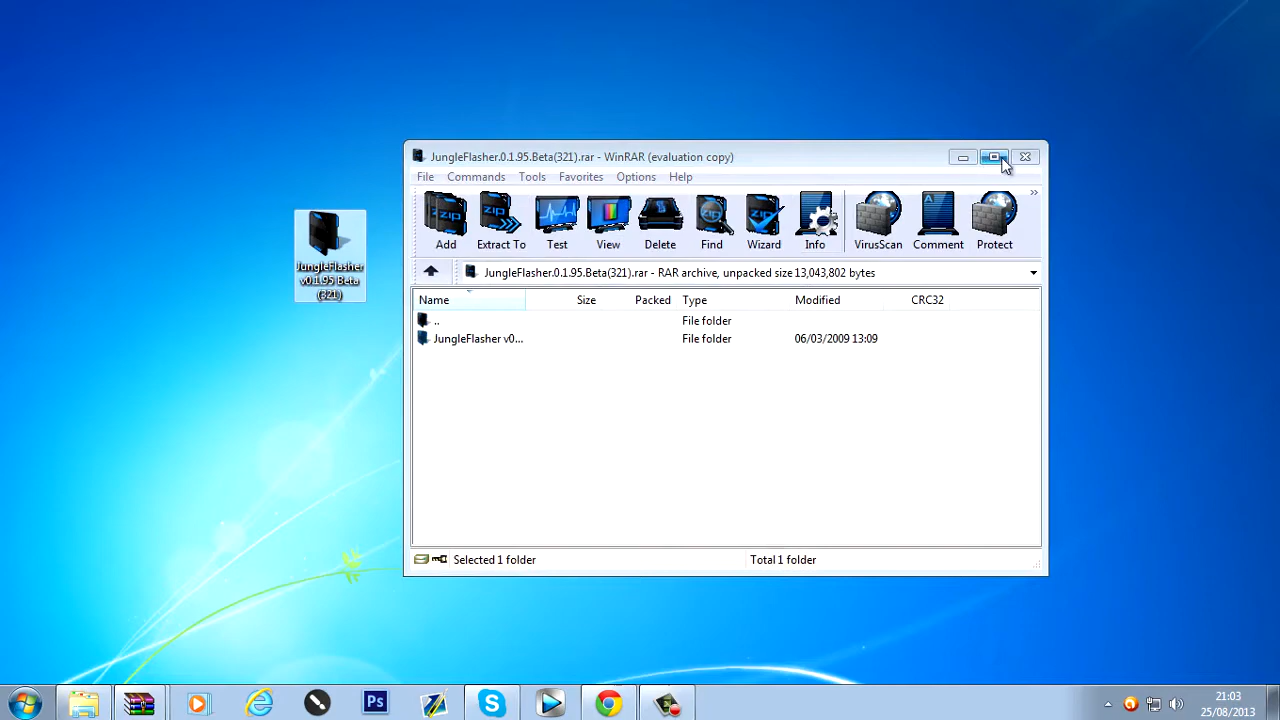 JungleFlasher.0.1.95.Beta(321).rar - WinRAR (evaluation copy)
File Commands Tools Favorites Options Help
zip zip
Add Extract To Test View Delete Find Wizard Info VirusScan Comment Protect
JungleFlasher.0.1.95.Beta(321).rar - RAR archive, unpacked size 13,043,802 bytes
Name Size Packed Type Modified CRC32
.. File folder
JungleFlasher v0... File folder 06/03/2009 13:09
Selected 1 folder Total 1 folder
JungleFlasher
v0.1.95 Beta
(321)
Ps
21:03
25/08/2013